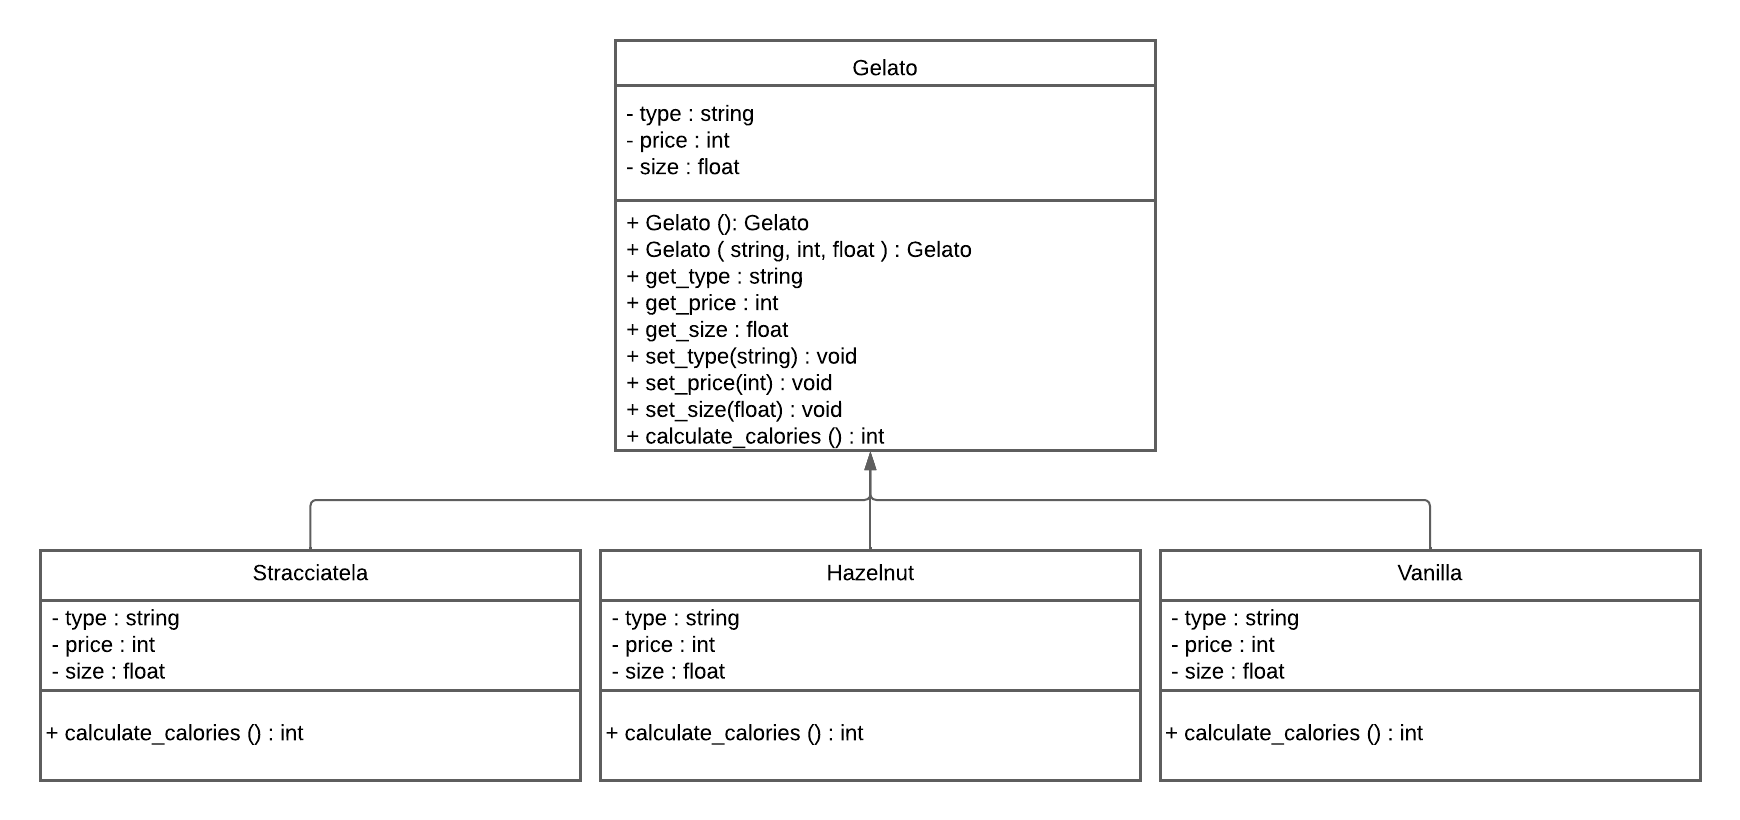 Gelato
- type : string
- price : int
- size : float
+ Gelato (): Gelato
+ Gelato ( string, int, float ) : Gelato
+ get_type : string
+ get_price : int
+ get_size : float
+ set_type(string) : void
+ set_price(int) : void
+ set_size(float) : void
+ calculate_calories () : int
Stracciatela
- type : string
- price : int
- size : float
+ calculate_calories () : int
Hazelnut
- type : string
- price : int
- size : float
+ calculate_calories () : int
Vanilla
- type : string
- price : int
- size : float
+ calculate_calories () : int